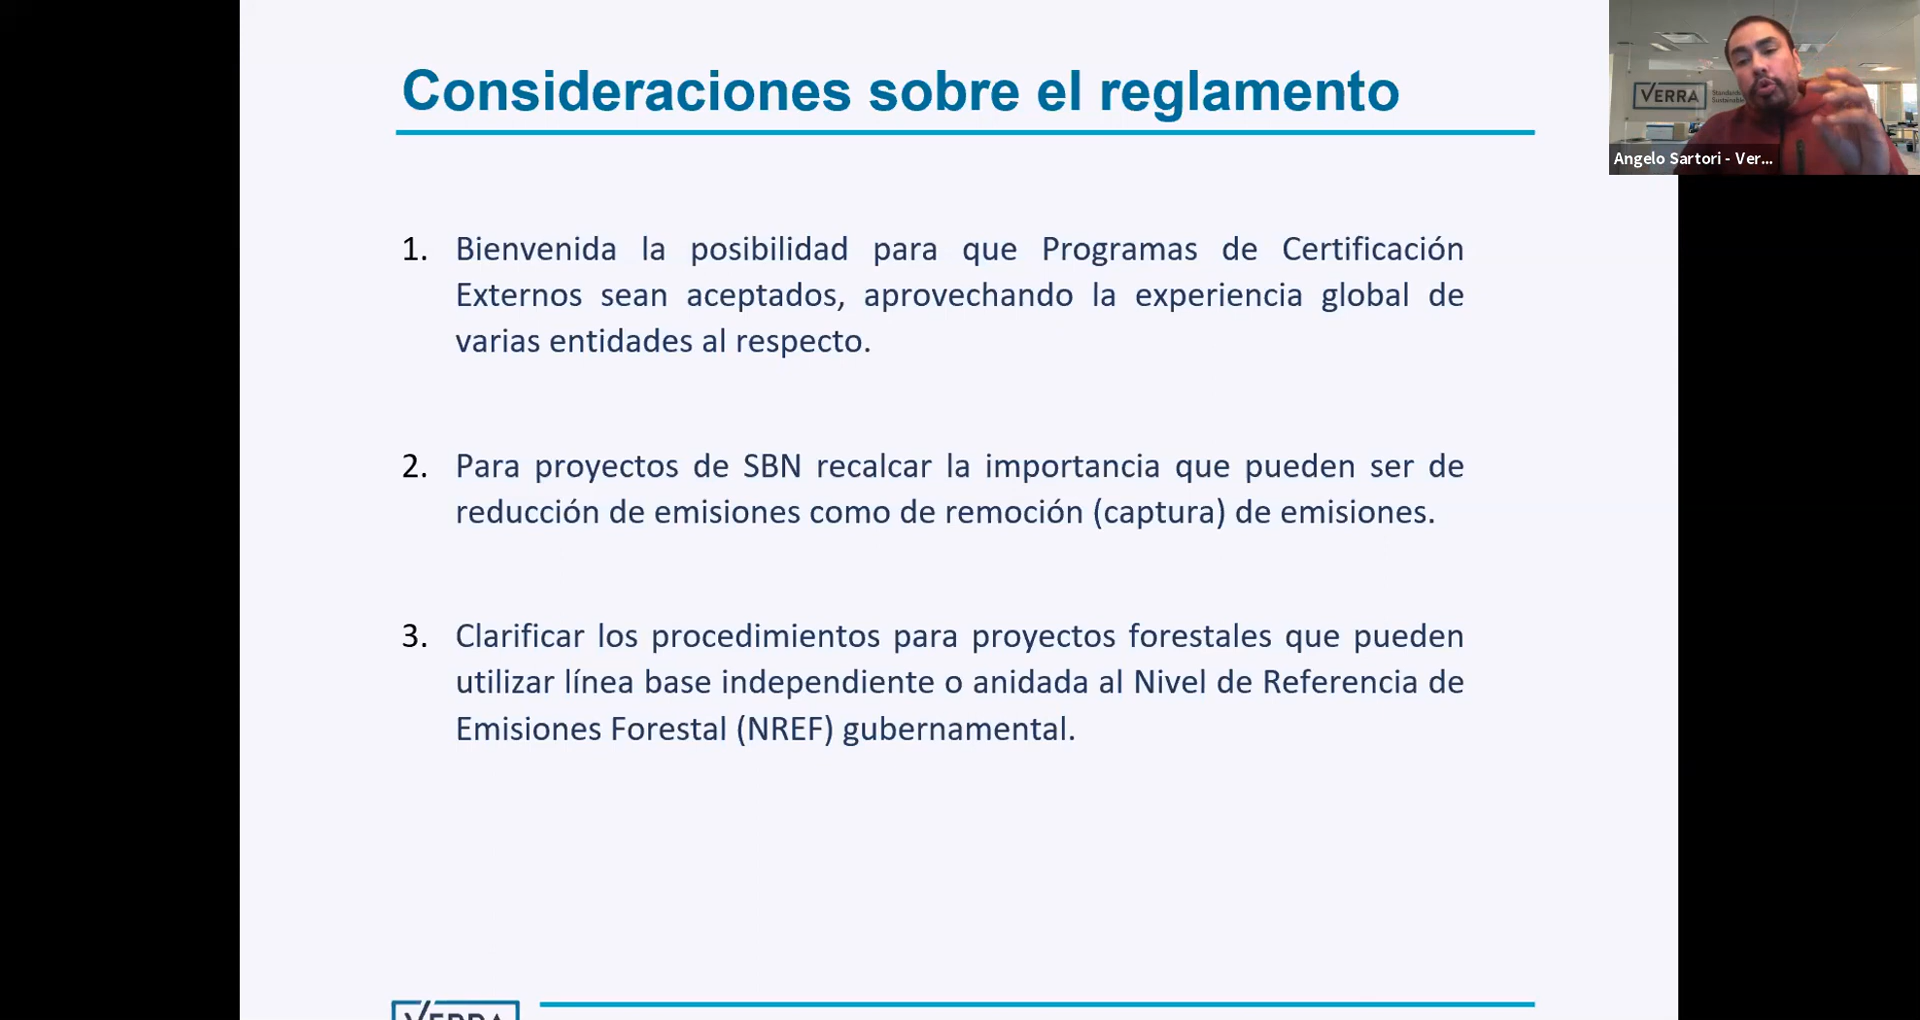 Consideraciones sobre el reglamento
VERRA
Standards
Sustainable
Angelo Sartori - Ver...
1. Bienvenida la posibilidad para que Programas de Certificación
Externos sean aceptados, aprovechando la experiencia global de
varias entidades al respecto.
2. Para proyectos de SBN recalcar la importancia que pueden ser de
reducción de emisiones como de remoción (captura) de emisiones.
3. Clarificar los procedimientos para proyectos forestales que pueden
utilizar línea base independiente o anidada al Nivel de Referencia de
Emisiones Forestal (NREF) gubernamental.
VERRA